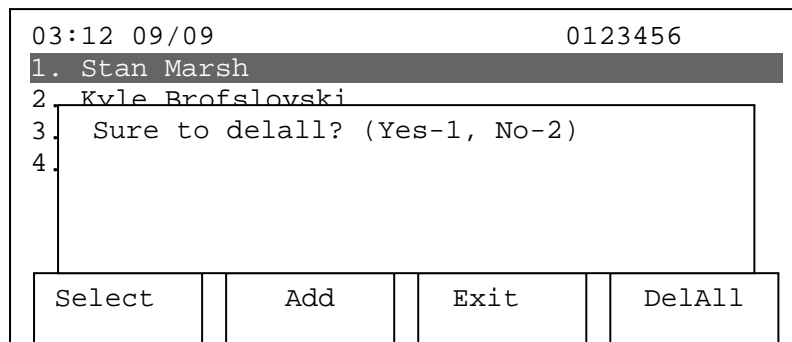 03:12 09/09 0123456
1. Stan Marsh
2. Kyle Brofslovski
3.
Sure to delall? (Yes-1, No-2)
4.
Select Add Exit DelAll